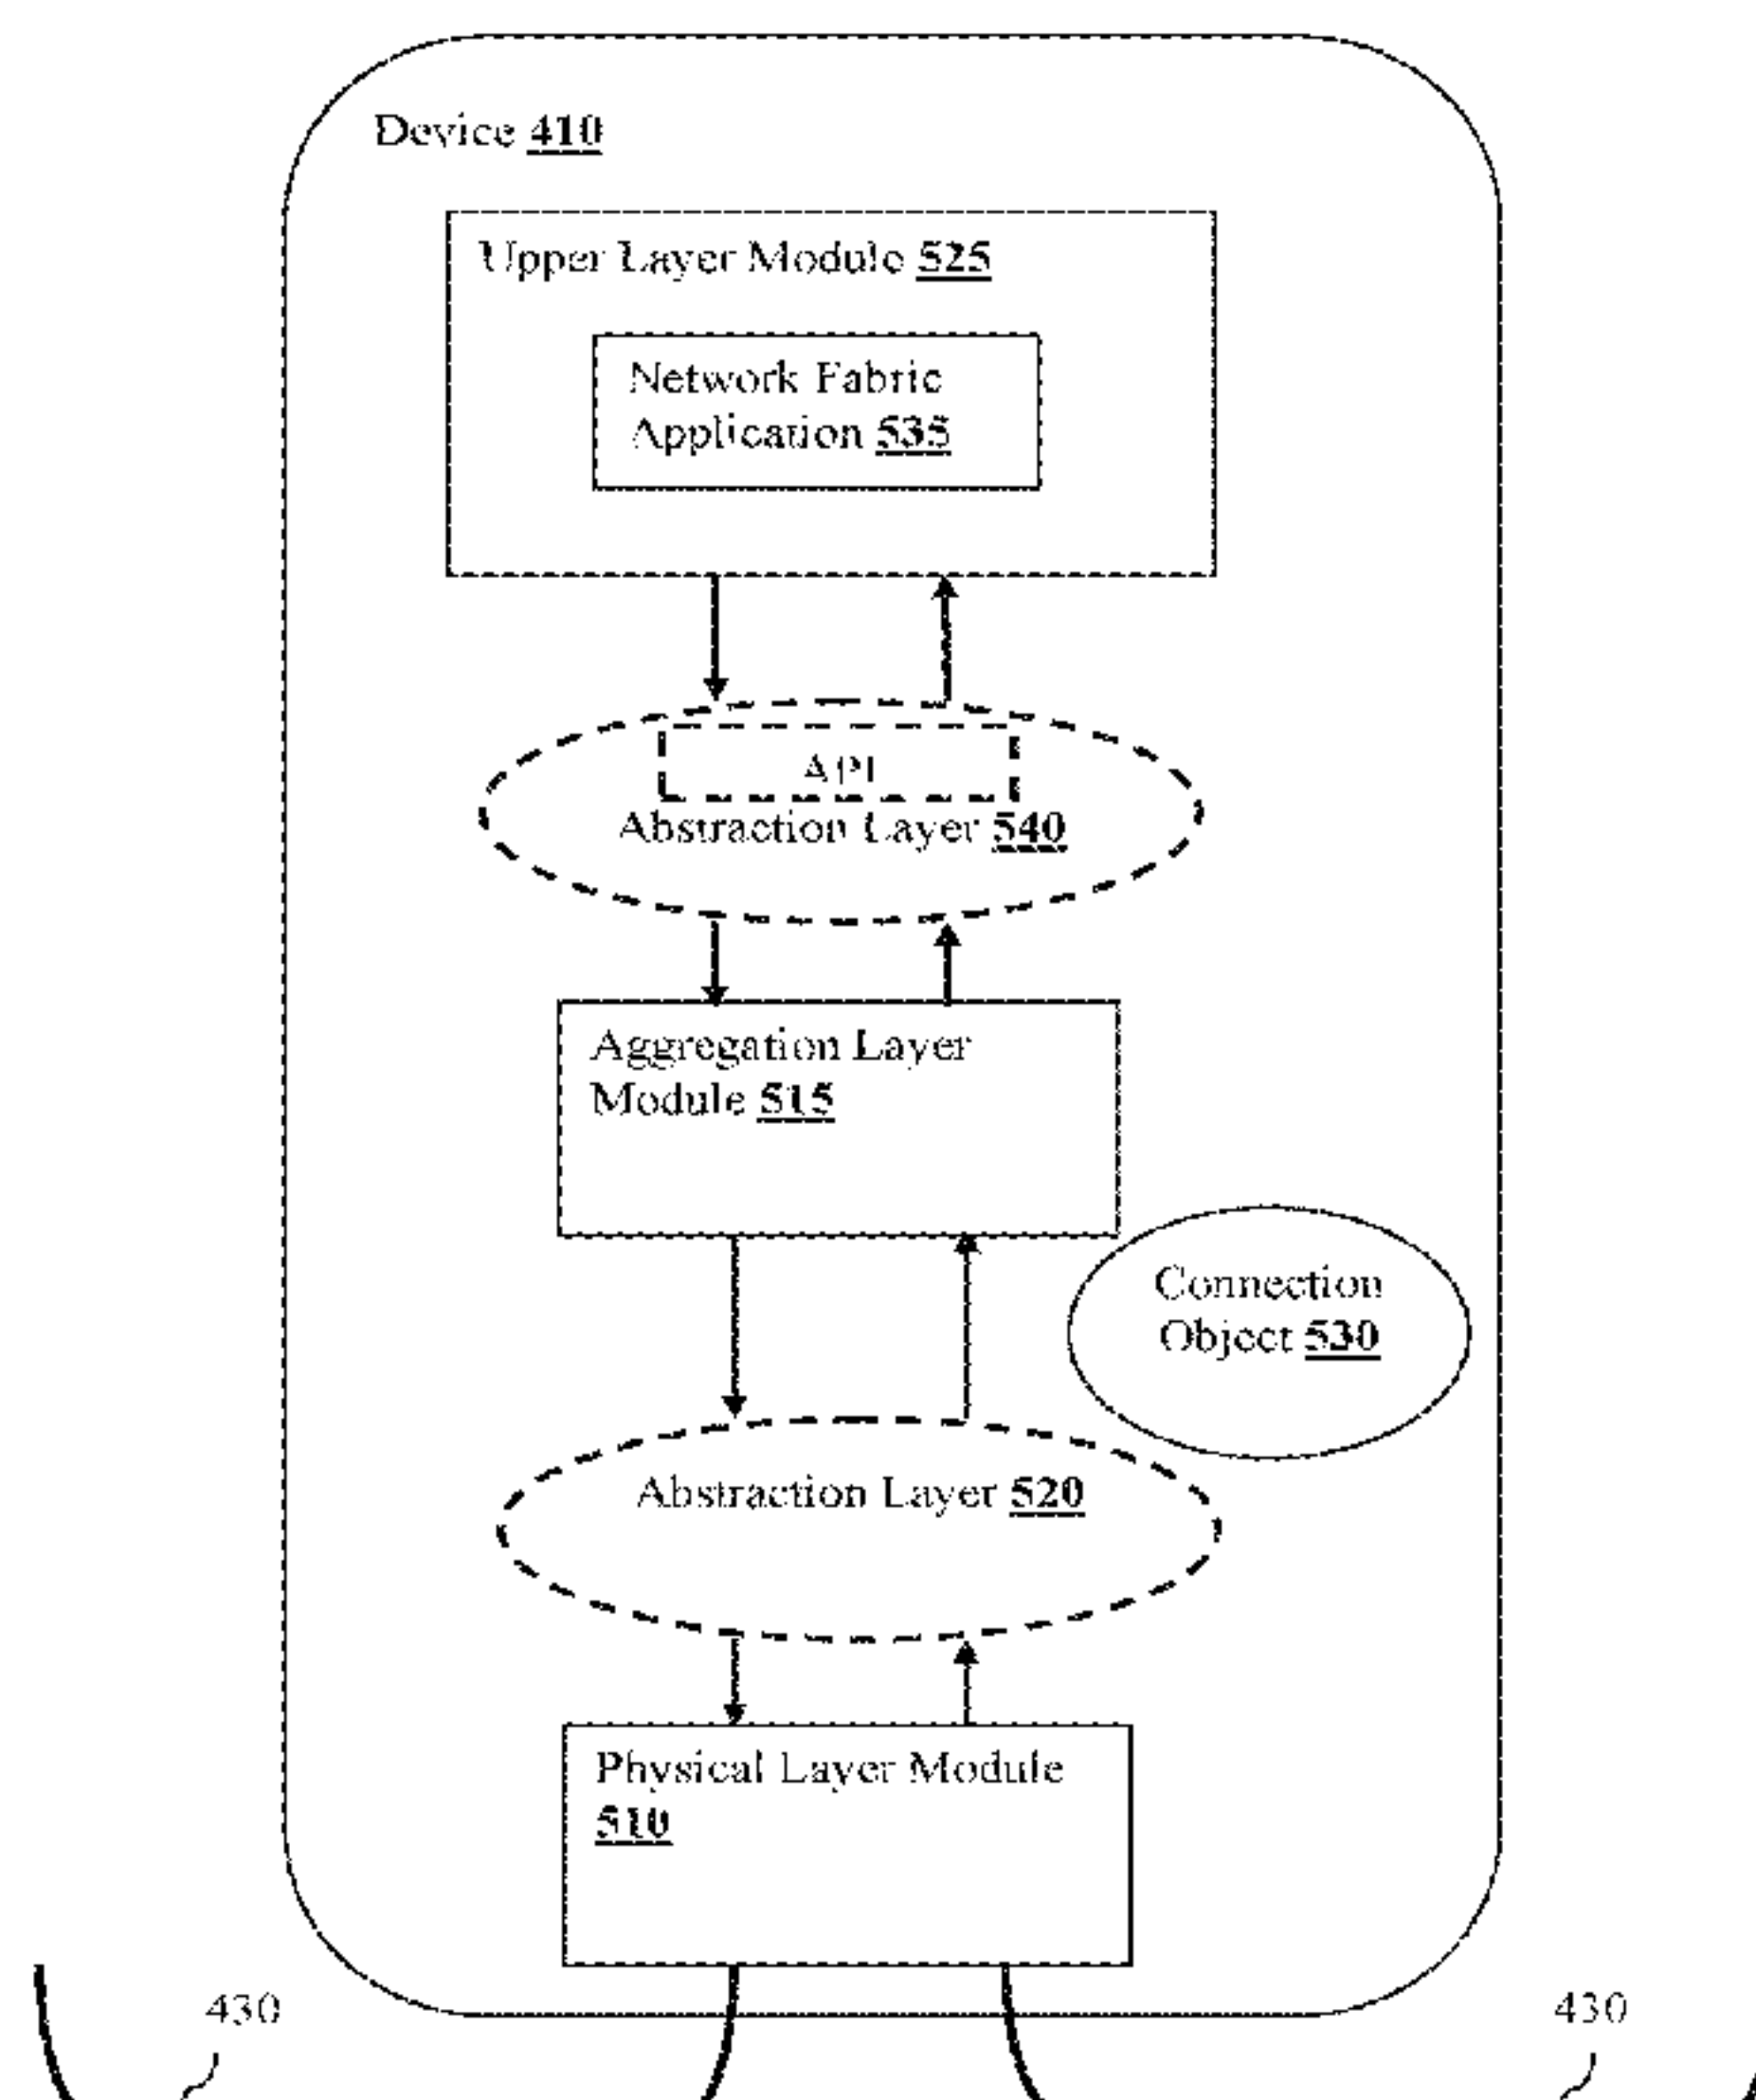 Device 410
Upper Layer Module 525
Network Fabric
Application 535
API
Abstraction Layer 540
Aggregation Layer
Module 515
Connection
Object 530
Abstraction Layer 520
Physical Layer Module
510
430
430